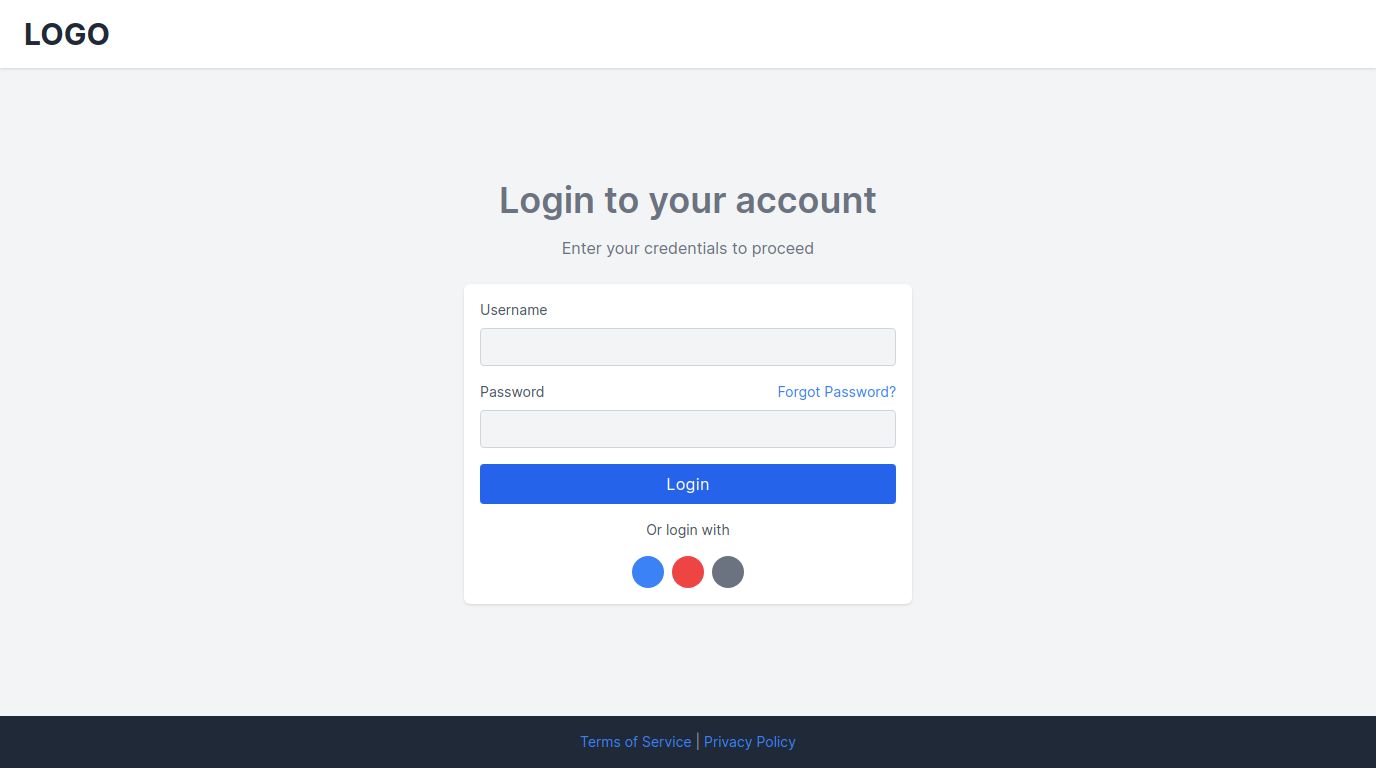 LOGO
Login to your account
Enter your credentials to proceed
Username
Password Forgot Password?
Login
Or login with
Terms of Service | Privacy Policy